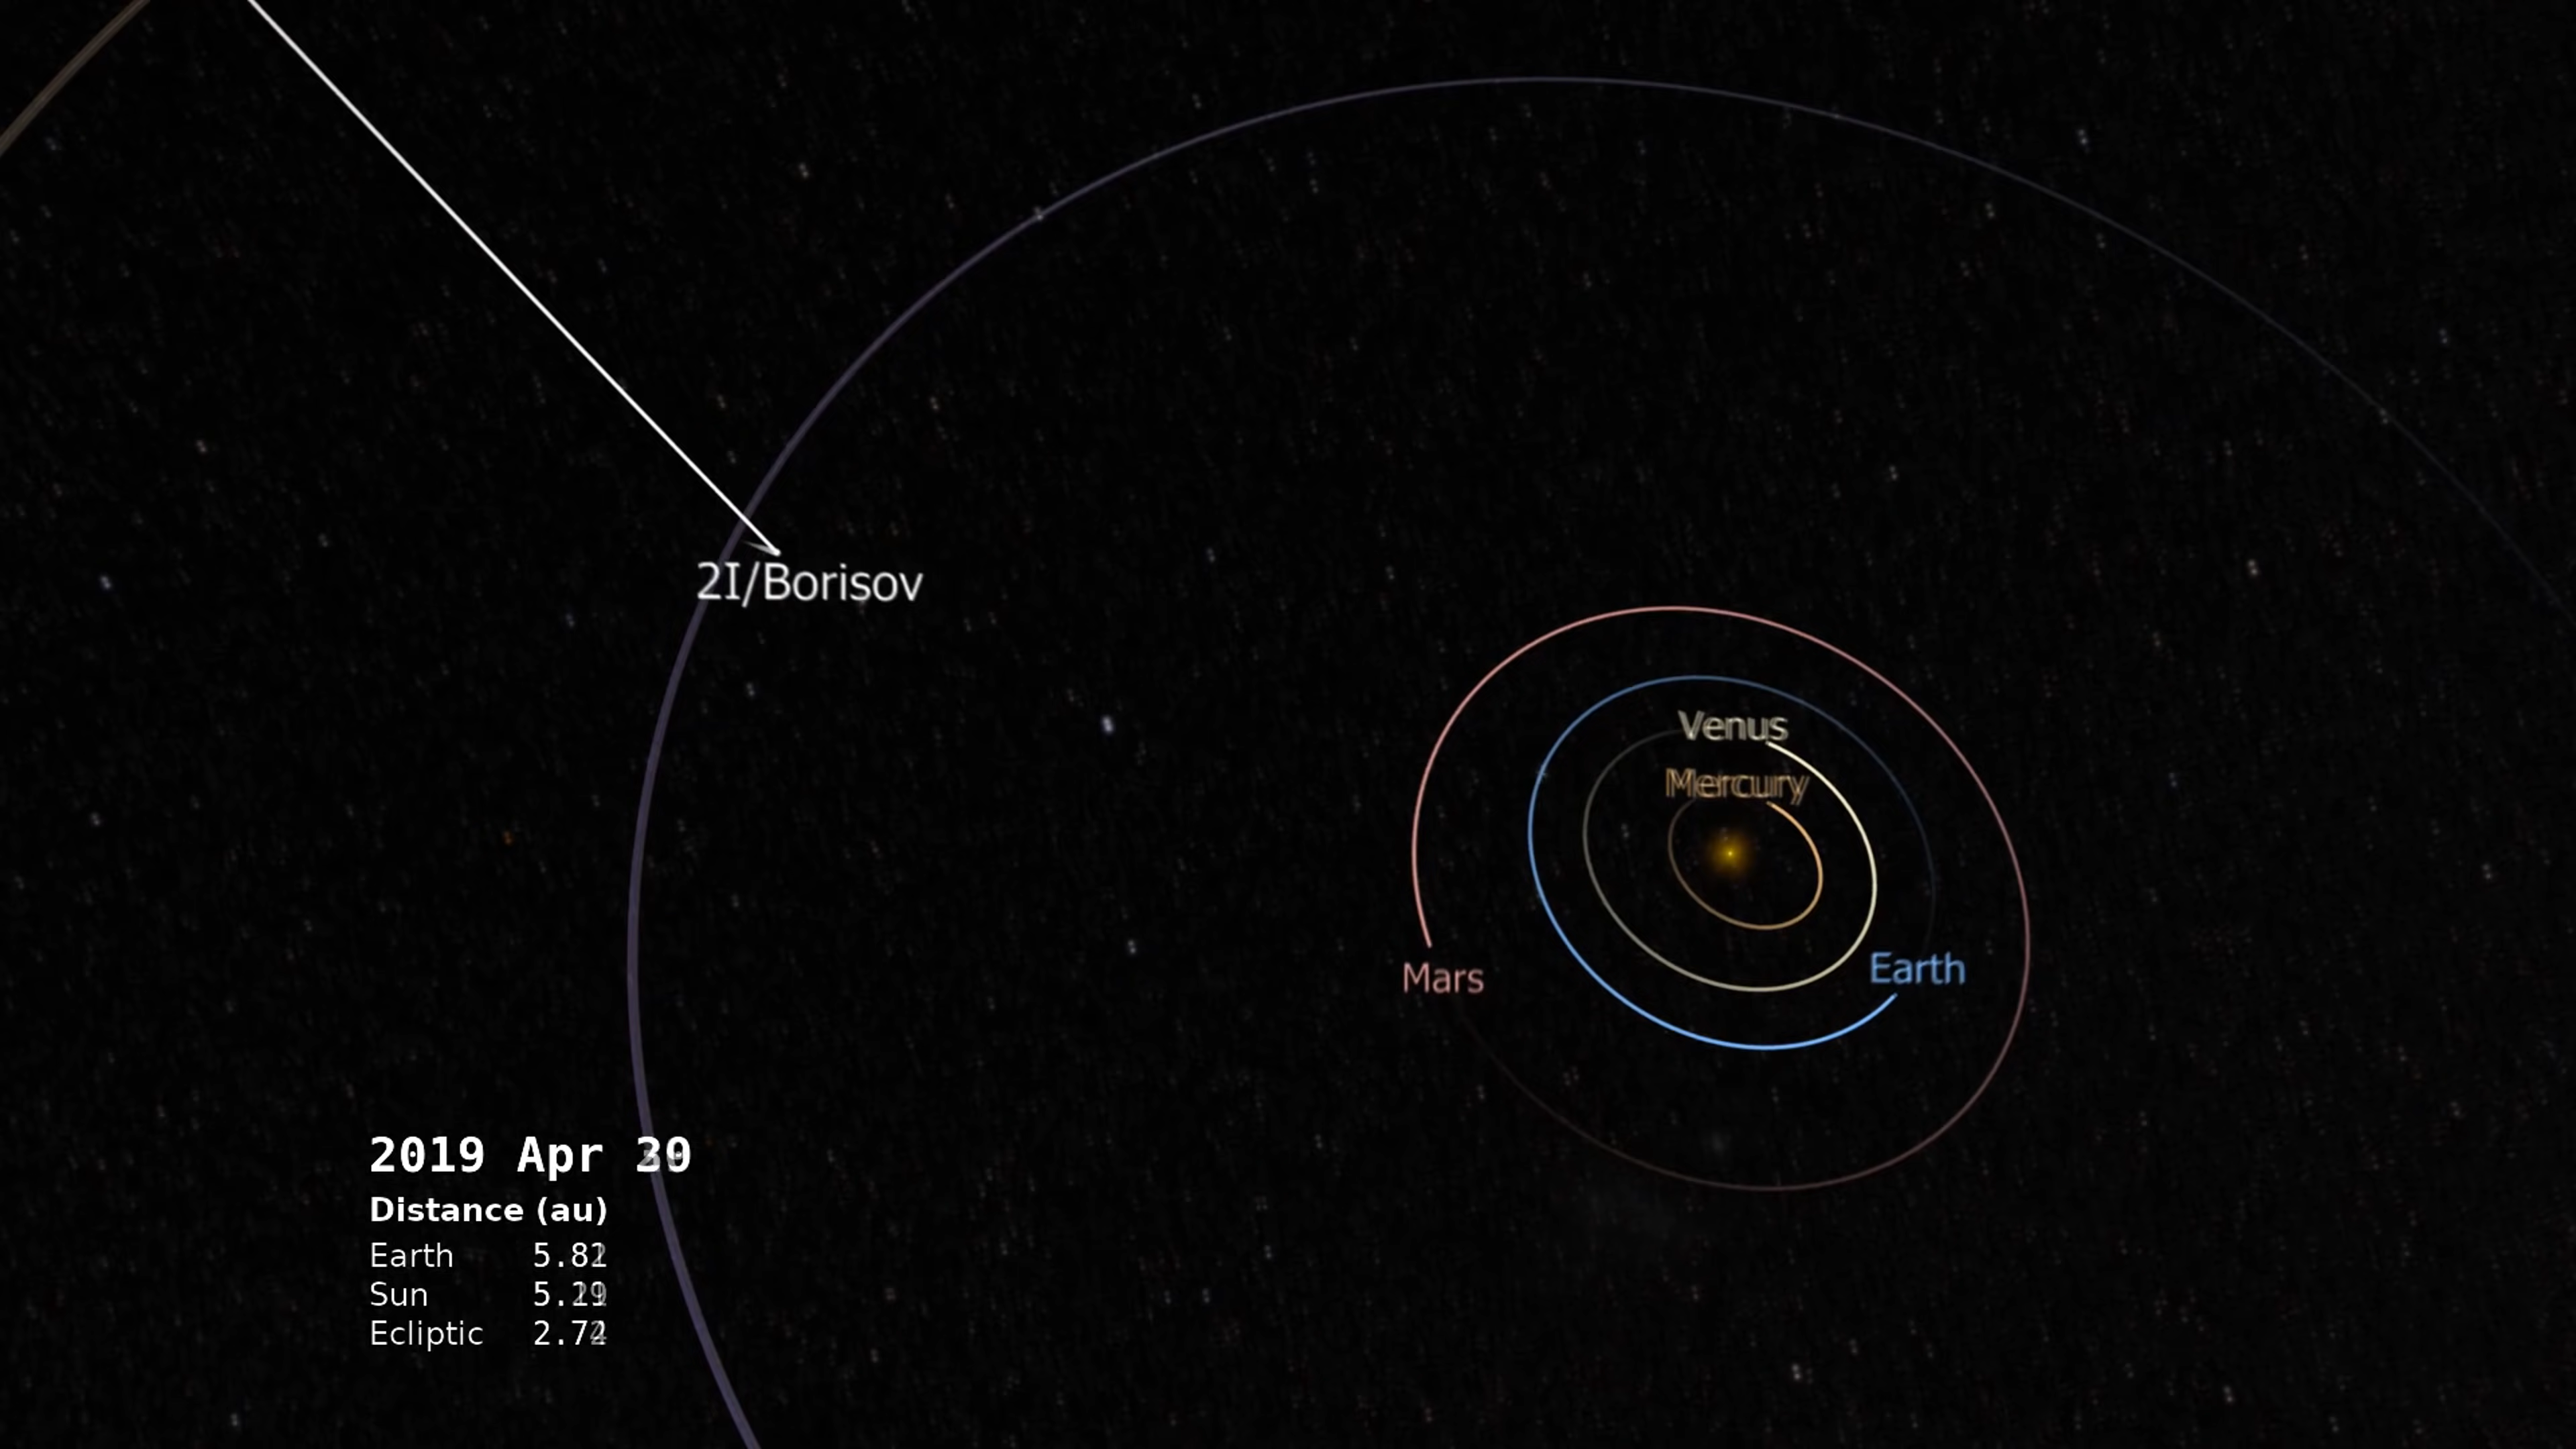 Venus
Mercury
2I/Borisov
Earth
Mars
2019 Apr
Distance (au)
Earth
Sun
Ecliptic